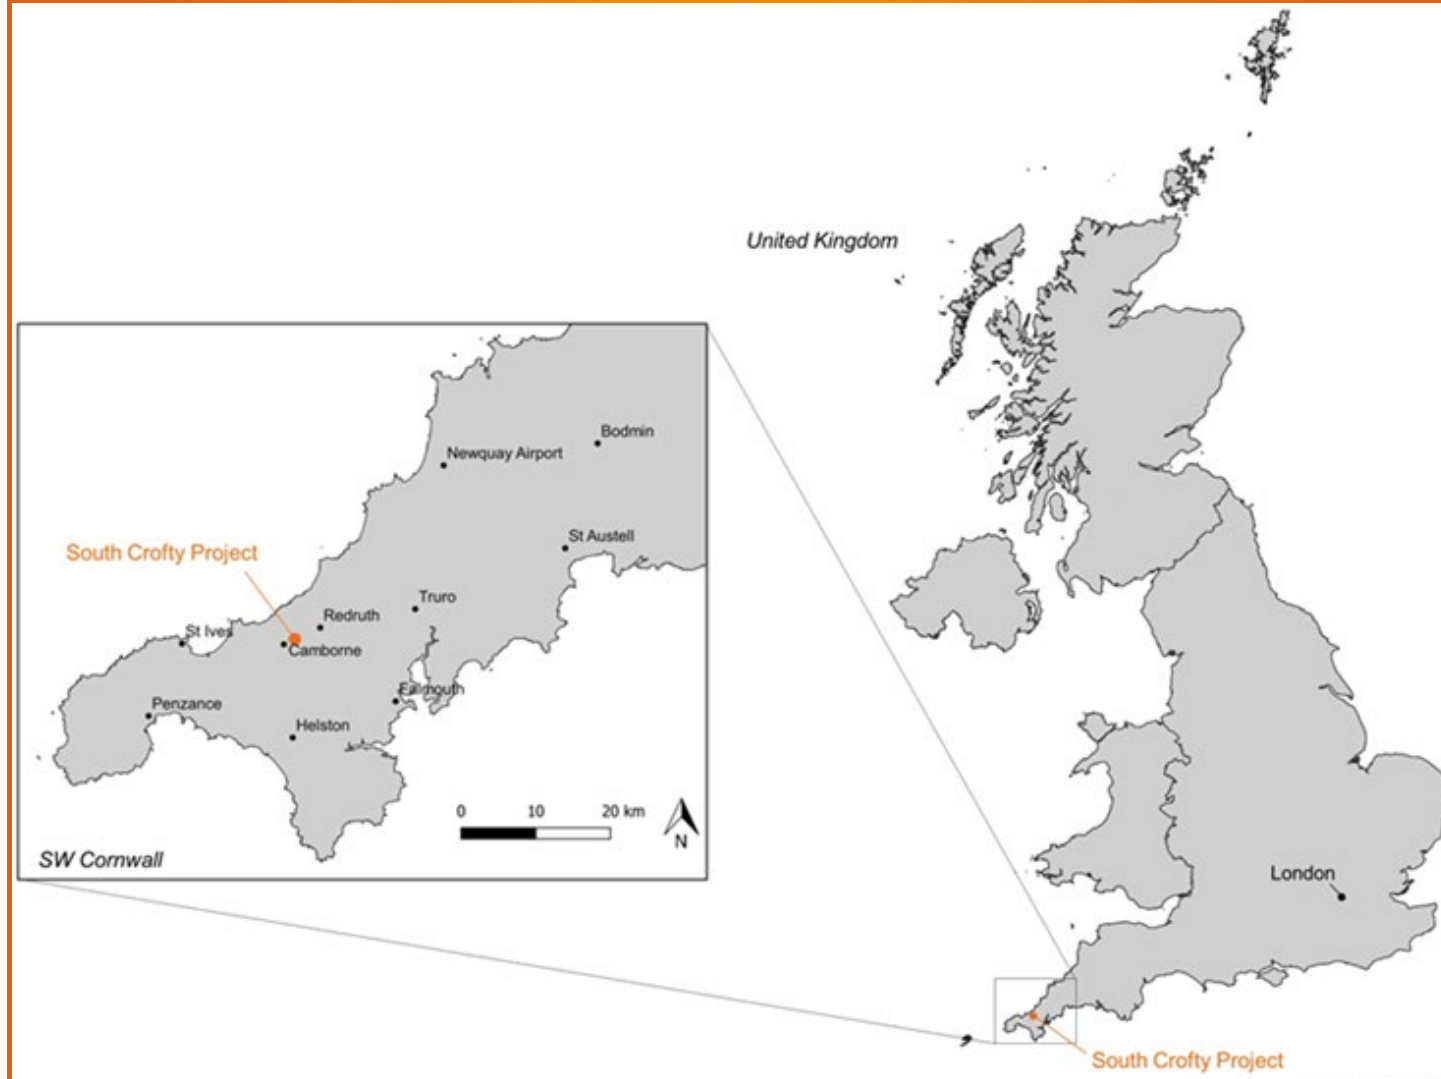 United Kingdom
Bodmin
Newquay Airport
St Austell
South Crofty Project
Truro
Redruth
St Ives
Camborne
Falmouth
Penzance
Helston
0 10 20 km
N
SW Cornwall
London
South Crofty Project